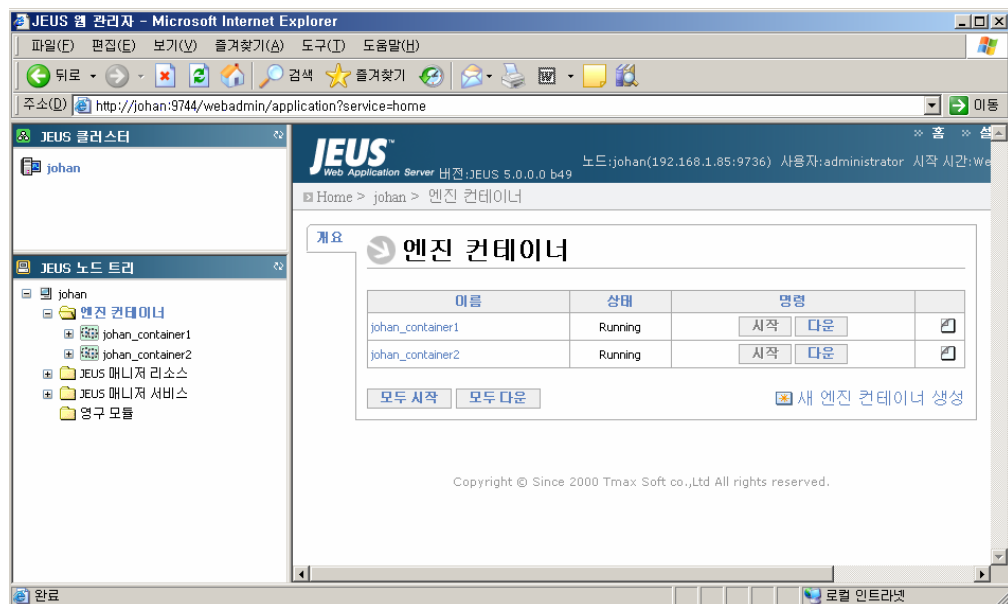 JEUS 웹 관리자 - Microsoft Internet Explorer
파일(F) 편집(E) 보기(V) 즐겨찾기(A) 도구(T) 도움말(H)
뒤로 검색 즐겨찾기
주소(D) http://johan:9744/webadmin/application?service=home 이동
JEUS 클러스터
johan
JEUS 노드 트리
johan
엔진 컨테이너
johan_container1
johan_container2
JEUS 매니저 리소스
JEUS 매니저 서비스
영구 모듈
» 홈 »
JEUS™
Web Application Server 버전:JEUS 5.0.0.0 b49
노드:johan(192.168.1.85:9736) 사용자:administrator 시작 시간:We
Home > johan > 엔진 컨테이너
개요
엔진 컨테이너
이름 상태 명령
johan_container1 Running 시작 다운
johan_container2 Running 시작 다운
모두 시작 모두 다운 새 엔진 컨테이너 생성
Copyright © Since 2000 Tmax Soft co.,Ltd All rights reserved.
완료 로컬 인트라넷